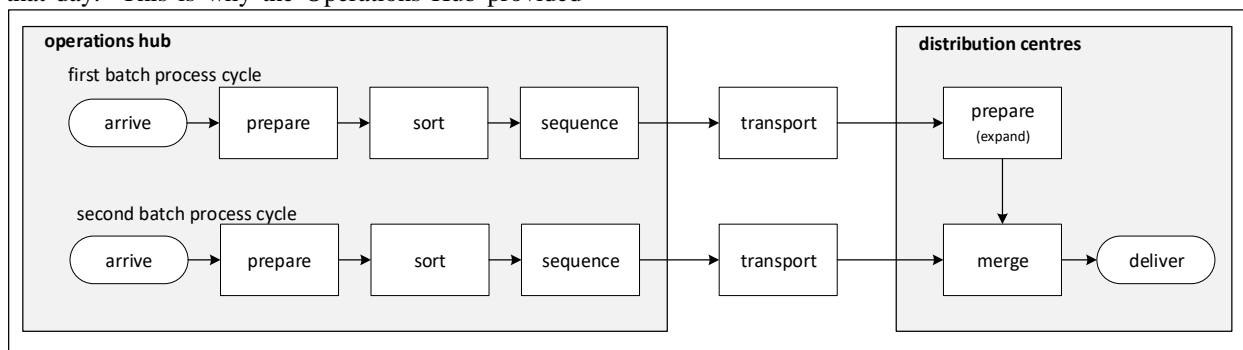 that day. This is why the Operations Hub provided
operations hub
distribution centres
first batch process cycle
arrive
prepare
sort
sequence
transport
prepare
(expand)
second batch process cycle
arrive
prepare
sort
sequence
transport
merge
deliver